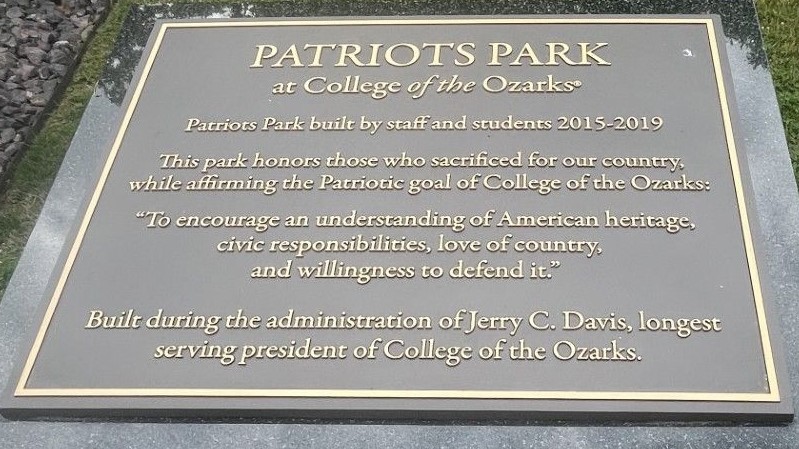 PATRIOTS PARK
at College of the Ozarks®
Patriots Park built by staff and students 2015-2019
This park honors those who sacrificed for our country,
while affirming the Patriotic goal of College of the Ozarks:
“To encourage an understanding of American heritage,
civic responsibilities, love of country,
and willingness to defend it.”
Built during the administration of Jerry C. Davis, longest
serving president of College of the Ozarks.